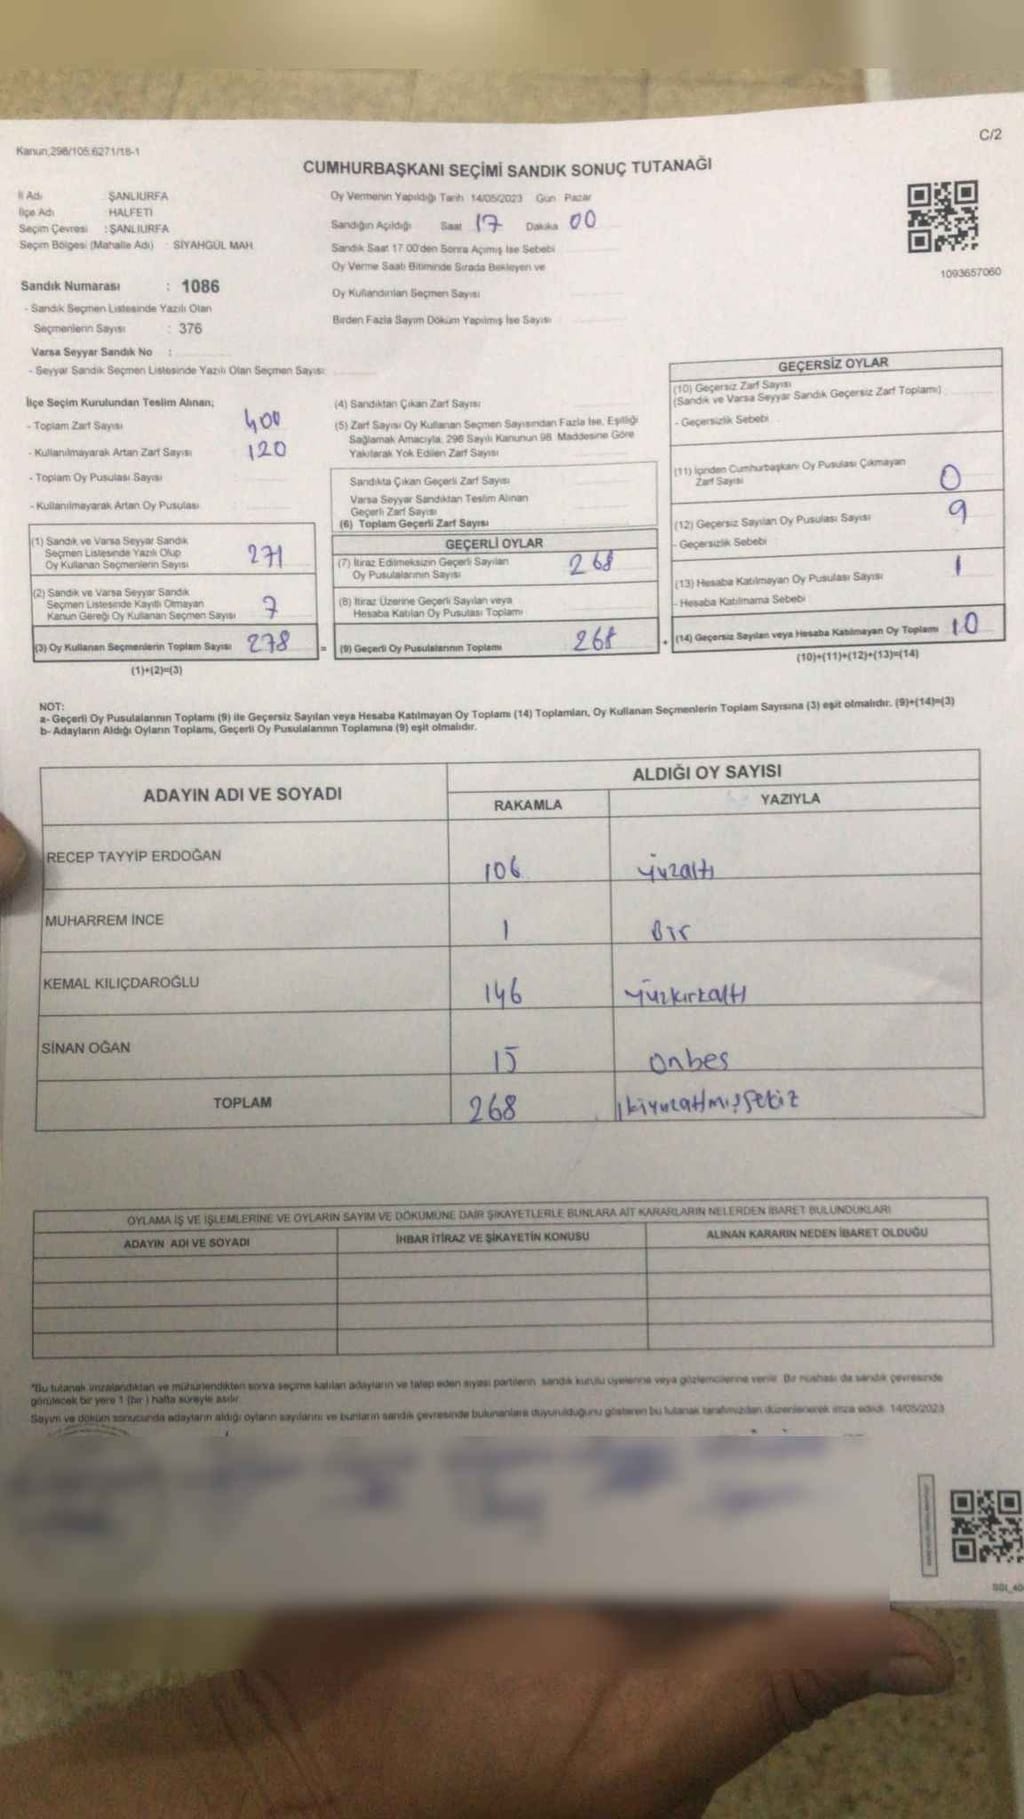 C/2
Kanun,298/105.6271/18-1
CUMHURBAŞKANI SEÇİMİ SANDIK SONUÇ TUTANAĞI
İl Adı ŞANLIURFA
İlçe Adı HALFETİ
Seçim Çevresi : ŞANLIURFA
Seçim Bölgesi (Mahalle Adı) : SİYAHGÜL MAH.
Sandık Numarası : 1086
- Sandık Seçmen Listesinde Yazılı Olan
Seçmenlerin Sayısı : 376
Varsa Seyyar Sandık No :
- Seyyar Sandık Seçmen Listesinde Yazılı Olan Seçmen Sayısı:
Oy Vermenin Yapıldığı Tarih 14/05/2023 Gün Pazar
Sandığın Açıldığı Saat 17 Dakika 00
Sandık Saat 17.00'den Sonra Açılmış İse Sebebi
Oy Verme Saati Bitiminde Sırada Bekleyen ve
Oy Kullandırılan Seçmen Sayısı
Birden Fazla Sayım Döküm Yapılmış İse Sayısı
1093657060
İlçe Seçim Kurulundan Teslim Alınan;
- Toplam Zarf Sayısı 400
- Kullanılmayarak Artan Zarf Sayısı 120
- Toplam Oy Pusulası Sayısı
- Kullanılmayarak Artan Oy Pusulası
(1) Sandık ve Varsa Seyyar Sandık
Seçmen Listesinde Yazılı Olup
Oy Kullanan Seçmenlerin Sayısı 271
(2) Sandık ve Varsa Seyyar Sandık
Seçmen Listesinde Kayıtlı Olmayan
Kanun Gereği Oy Kullanan Seçmen Sayısı 7
(3) Oy Kullanan Seçmenlerin Toplam Sayısı 278
(1)+(2)=(3)
(4) Sandıktan Çıkan Zarf Sayısı
(5) Zarf Sayısı Oy Kullanan Seçmen Sayısından Fazla İse, Eşitliği
Sağlamak Amacıyla, 298 Sayılı Kanunun 98. Maddesine Göre
Yakılarak Yok Edilen Zarf Sayısı
Sandıkta Çıkan Geçerli Zarf Sayısı
Varsa Seyyar Sandıktan Teslim Alınan
Geçerli Zarf Sayısı
(6) Toplam Geçerli Zarf Sayısı
GEÇERLİ OYLAR
(7) İtiraz Edilmeksizin Geçerli Sayılan
Oy Pusulalarının Sayısı 268
(8) İtiraz Üzerine Geçerli Sayılan veya
Hesaba Katılan Oy Pusulası Toplamı
= (9) Geçerli Oy Pusulalarının Toplamı 268
GEÇERSİZ OYLAR
(10) Geçersiz Zarf Sayısı
(Sandık ve Varsa Seyyar Sandık Geçersiz Zarf Toplamı)
- Geçersizlik Sebebi
(11) İçinden Cumhurbaşkanı Oy Pusulası Çıkmayan
Zarf Sayısı 0
(12) Geçersiz Sayılan Oy Pusulası Sayısı 9
- Geçersizlik Sebebi
(13) Hesaba Katılmayan Oy Pusulası Sayısı 1
- Hesaba Katılmama Sebebi
+ (14) Geçersiz Sayılan veya Hesaba Katılmayan Oy Toplamı 10
(10)+(11)+(12)+(13)=(14)
NOT:
a- Geçerli Oy Pusulalarının Toplamı (9) ile Geçersiz Sayılan veya Hesaba Katılmayan Oy Toplamı (14) Toplamları, Oy Kullanan Seçmenlerin Toplam Sayısına (3) eşit olmalıdır. (9)+(14)=(3)
b- Adayların Aldığı Oyların Toplamı, Geçerli Oy Pusulalarının Toplamına (9) eşit olmalıdır.
ADAYIN ADI VE SOYADI
ALDIĞI OY SAYISI
RAKAMLA YAZIYLA
RECEP TAYYİP ERDOĞAN 106 yüzaltı
MUHARREM İNCE 1 Bir
KEMAL KILIÇDAROĞLU 146 yüzkırkaltı
SİNAN OĞAN 15 onbeş
TOPLAM 268 ikiyüzatmışsekiz
OYLAMA İŞ VE İŞLEMLERİNE VE OYLARIN SAYIM VE DÖKÜMÜNE DAİR ŞİKAYETLERLE BUNLARA AİT KARARLARIN NELERDEN İBARET BULUNDUKLARI
ADAYIN ADI VE SOYADI İHBAR İTİRAZ VE ŞİKAYETİN KONUSU ALINAN KARARIN NEDEN İBARET OLDUĞU
*Bu tutanak imzalandıktan ve mühürlendikten sonra seçime katılan adayların ve talep eden siyasi partilerin sandık kurulu üyelerine veya gözlemcilerine verilir. Bir nüshası da sandık çevresinde
görülecek bir yere 1 (bir) hafta süreyle asılır.
Sayım ve döküm sonucunda adayların aldığı oyların sayılarını ve bunların sandık çevresinde bulunanlara duyurulduğunu gösteren bu tutanak tarafımızdan düzenlenerek imza edildi. 14/05/2023